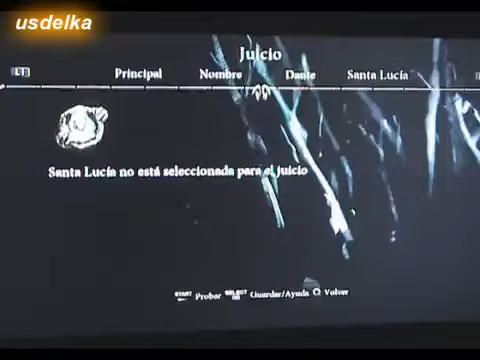 usdelka
Juicio
LB Principal Nombre Dante Santa Lucía
Santa Lucía no está seleccionada para el juicio
START Probar SELECT Guardar/Ayuda Volver